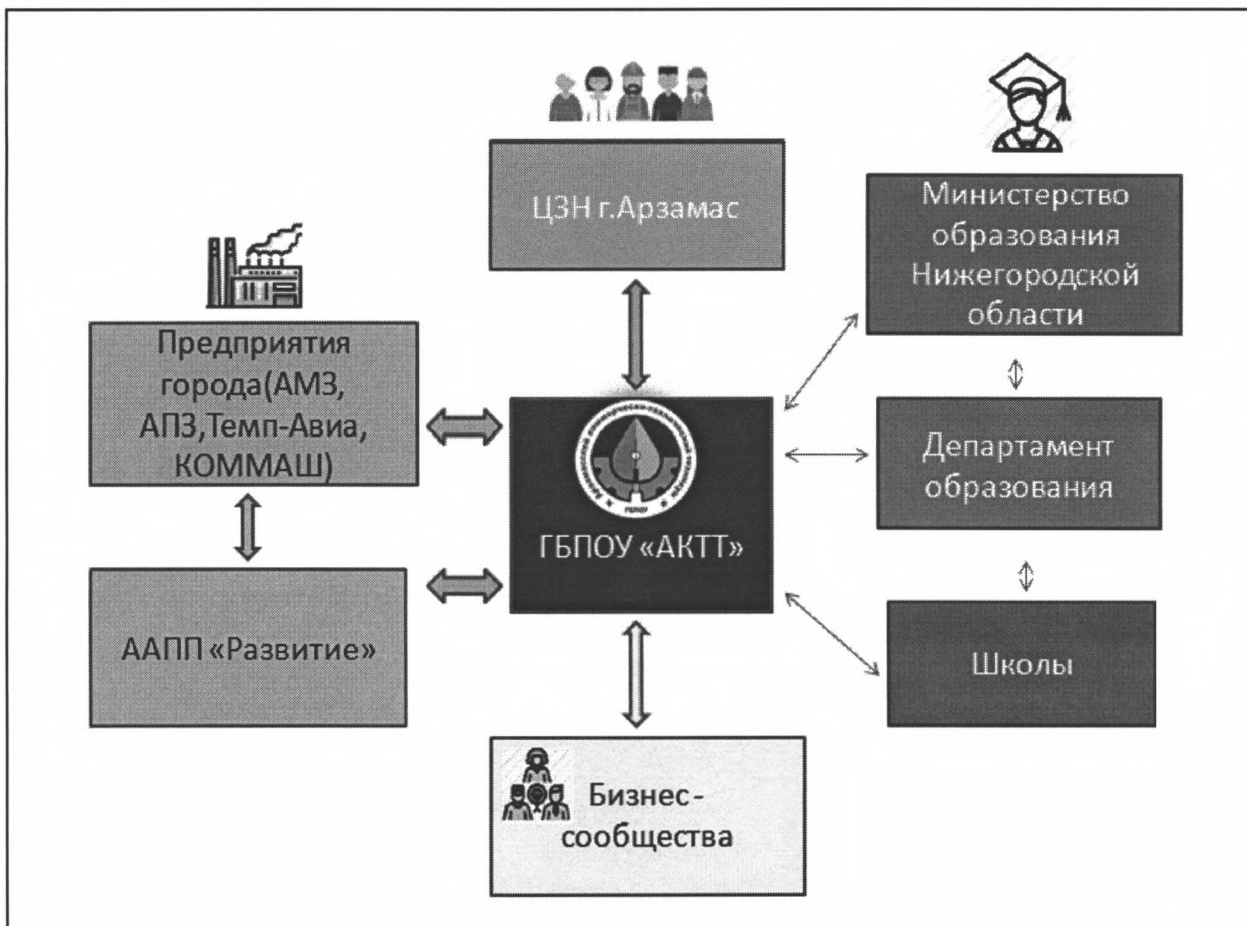 ЦЗН г.Арзамас
Министерство
образования
Нижегородской
области
Предприятия
города(АМЗ,
АПЗ,Темп-Авиа,
КОММАШ)
ГБПОУ «АКТТ»
Департамент
образования
ААПП «Развитие»
Школы
Бизнес-
сообщества